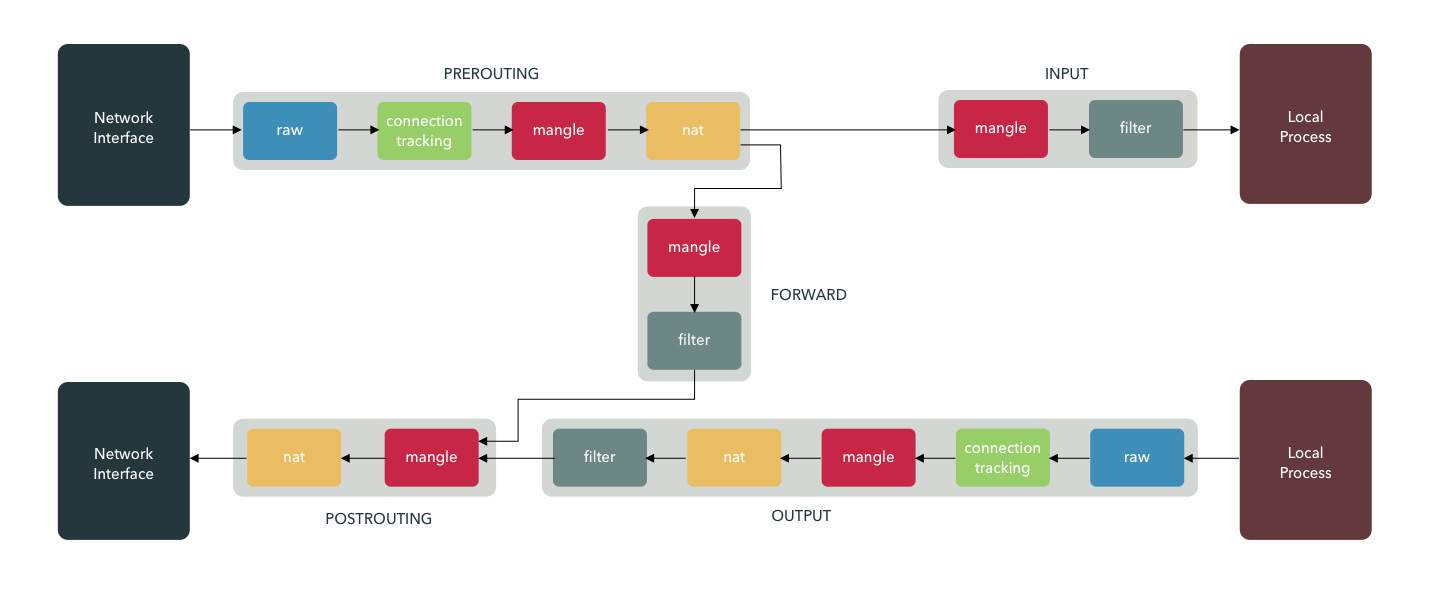 PREROUTING
INPUT
Network
Interface
raw
connection
tracking
mangle
nat
mangle
filter
Local
Process
mangle
FORWARD
filter
Network
Interface
nat
mangle
filter
nat
mangle
connection
tracking
raw
Local
Process
POSTROUTING
OUTPUT